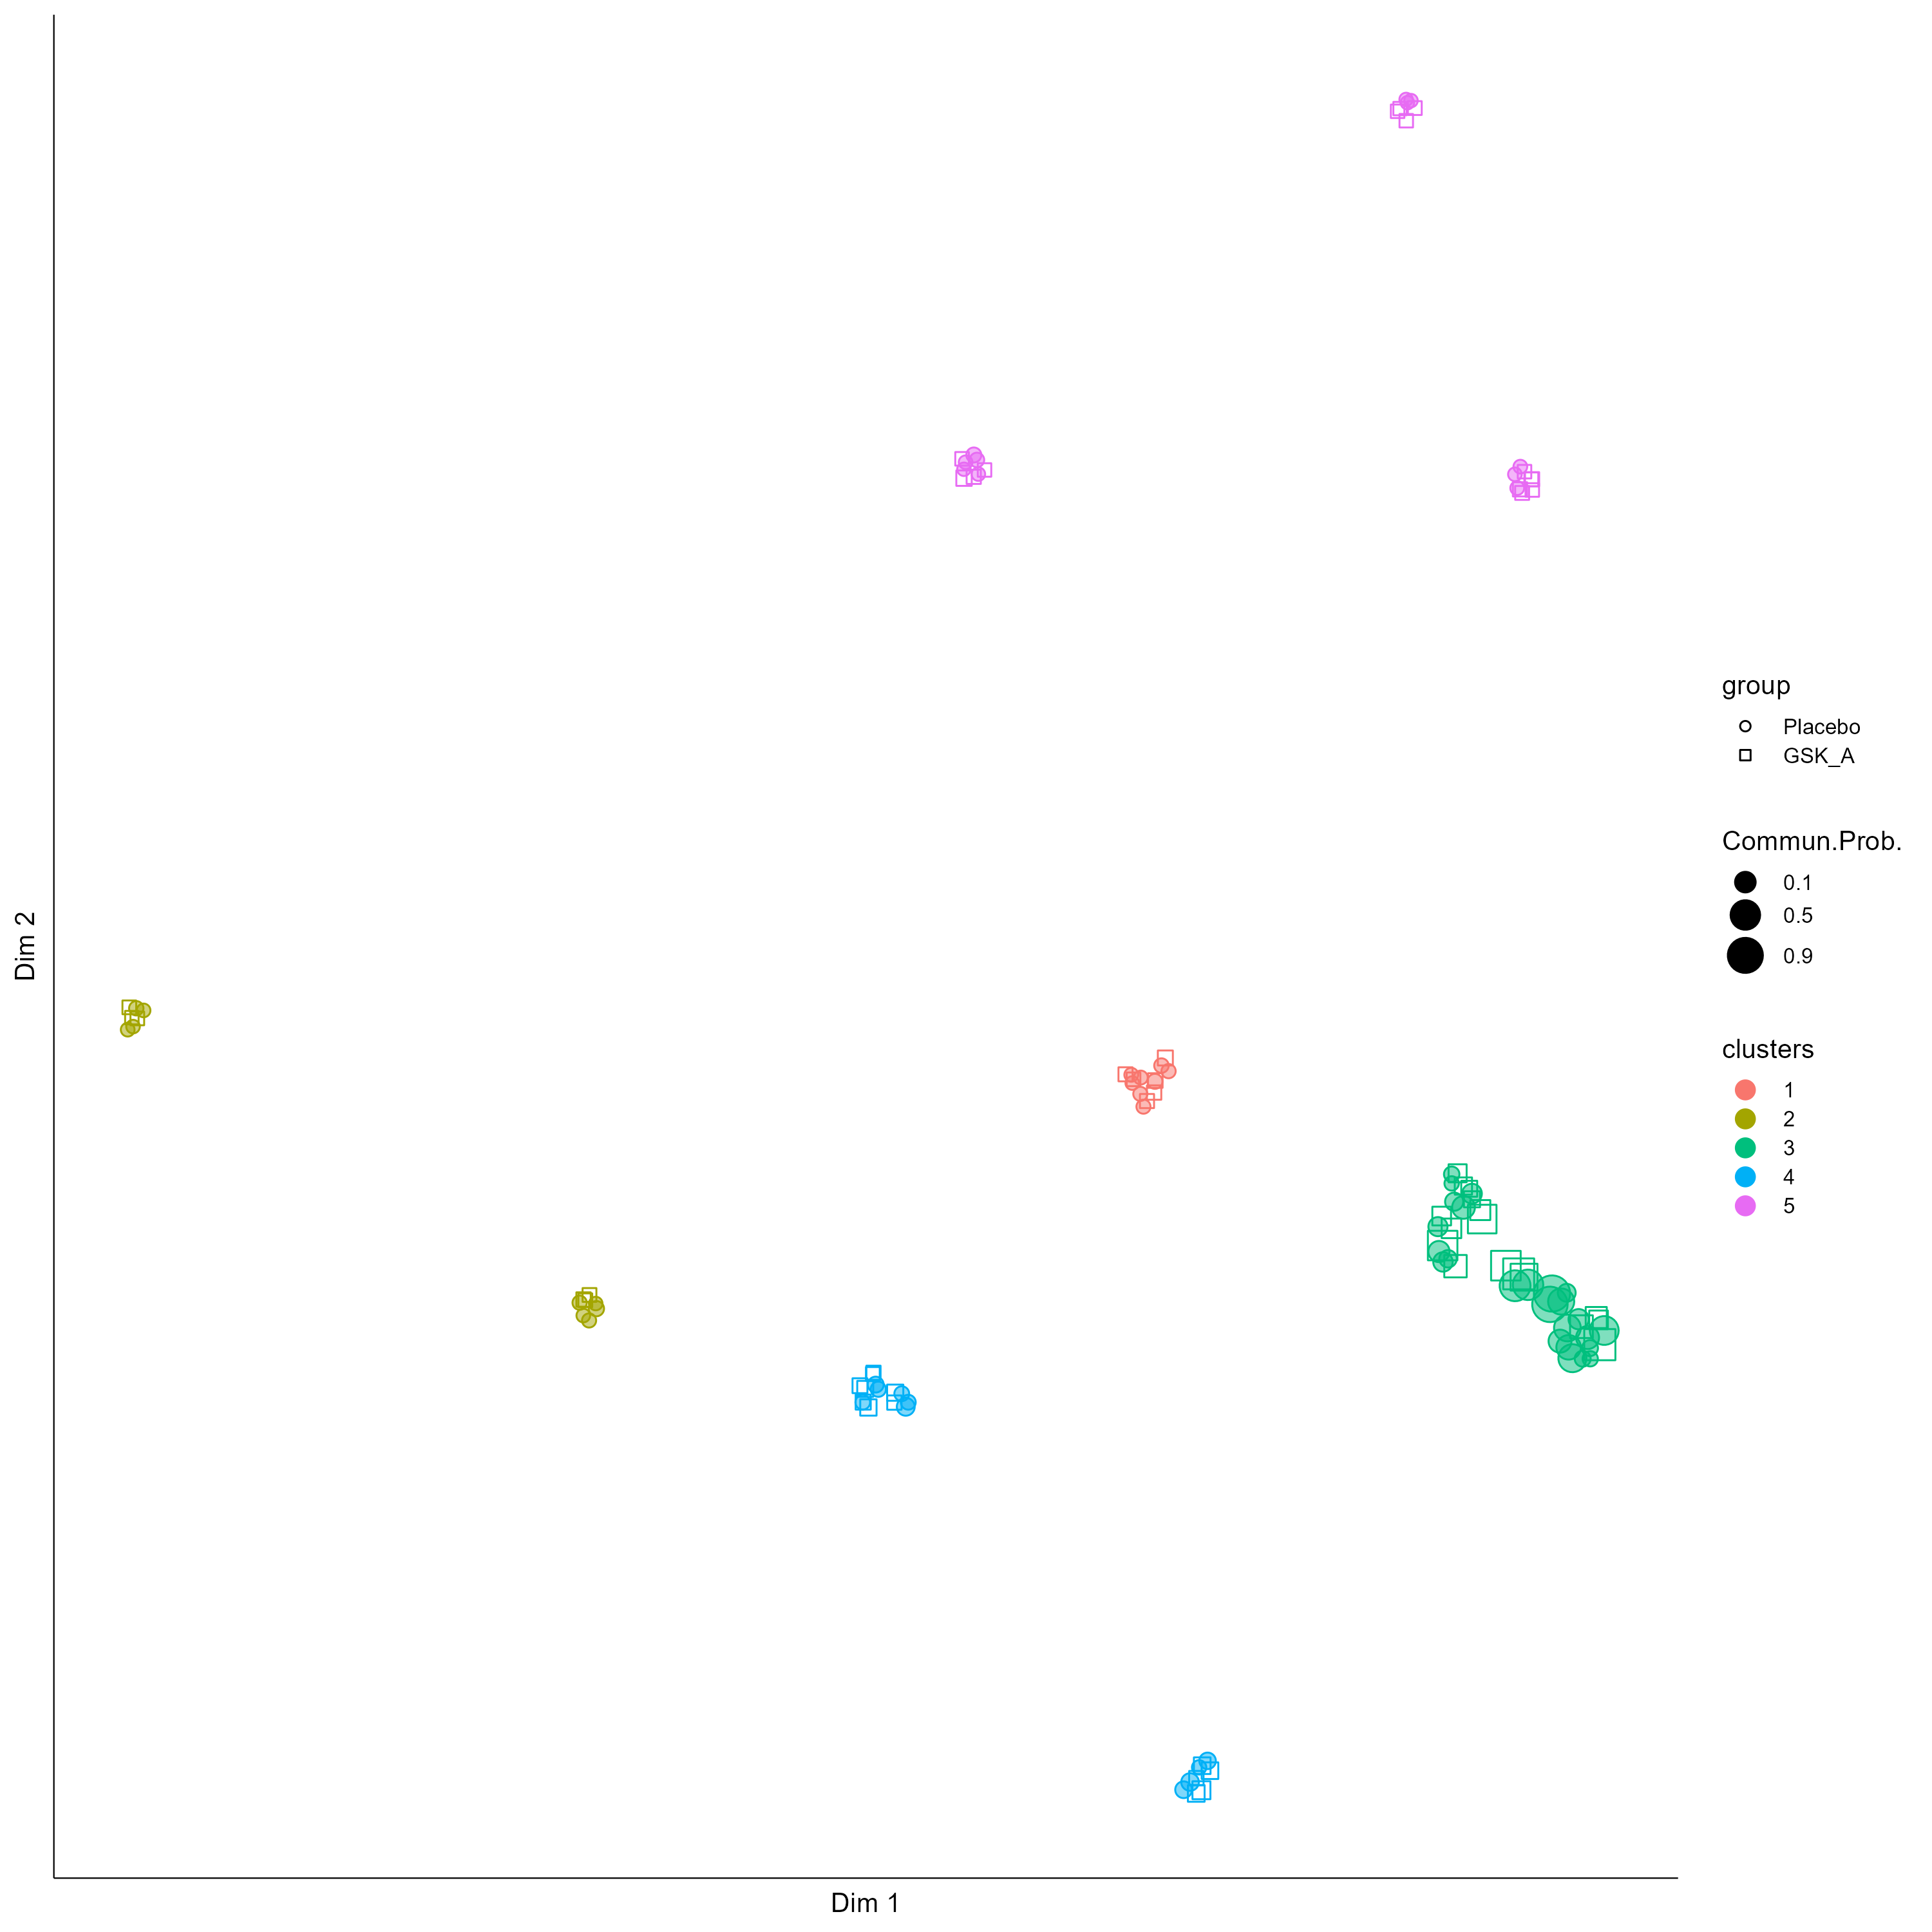 Dim 2
Dim 1
group
Placebo
GSK_A
Commun.Prob.
0.1
0.5
0.9
clusters
1
2
3
4
5